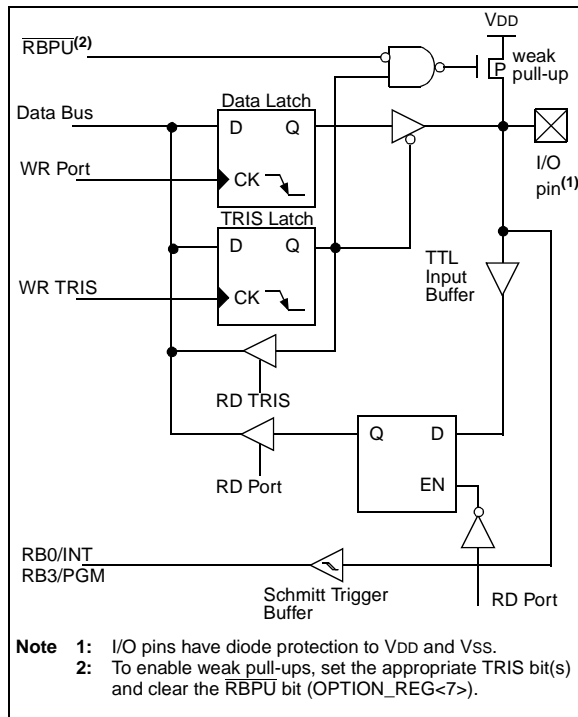 VDD
RBPU(2)
P
weak
pull-up
Data Bus
Data Latch
D Q
WR Port
CK
I/O
pin(1)
TRIS Latch
D Q
TTL
Input
Buffer
WR TRIS
CK
RD TRIS
Q D
RD Port
EN
RB0/INT
RB3/PGM
Schmitt Trigger
Buffer
RD Port
Note 1: I/O pins have diode protection to VDD and VSS.
2: To enable weak pull-ups, set the appropriate TRIS bit(s)
and clear the RBPU bit (OPTION_REG<7>).